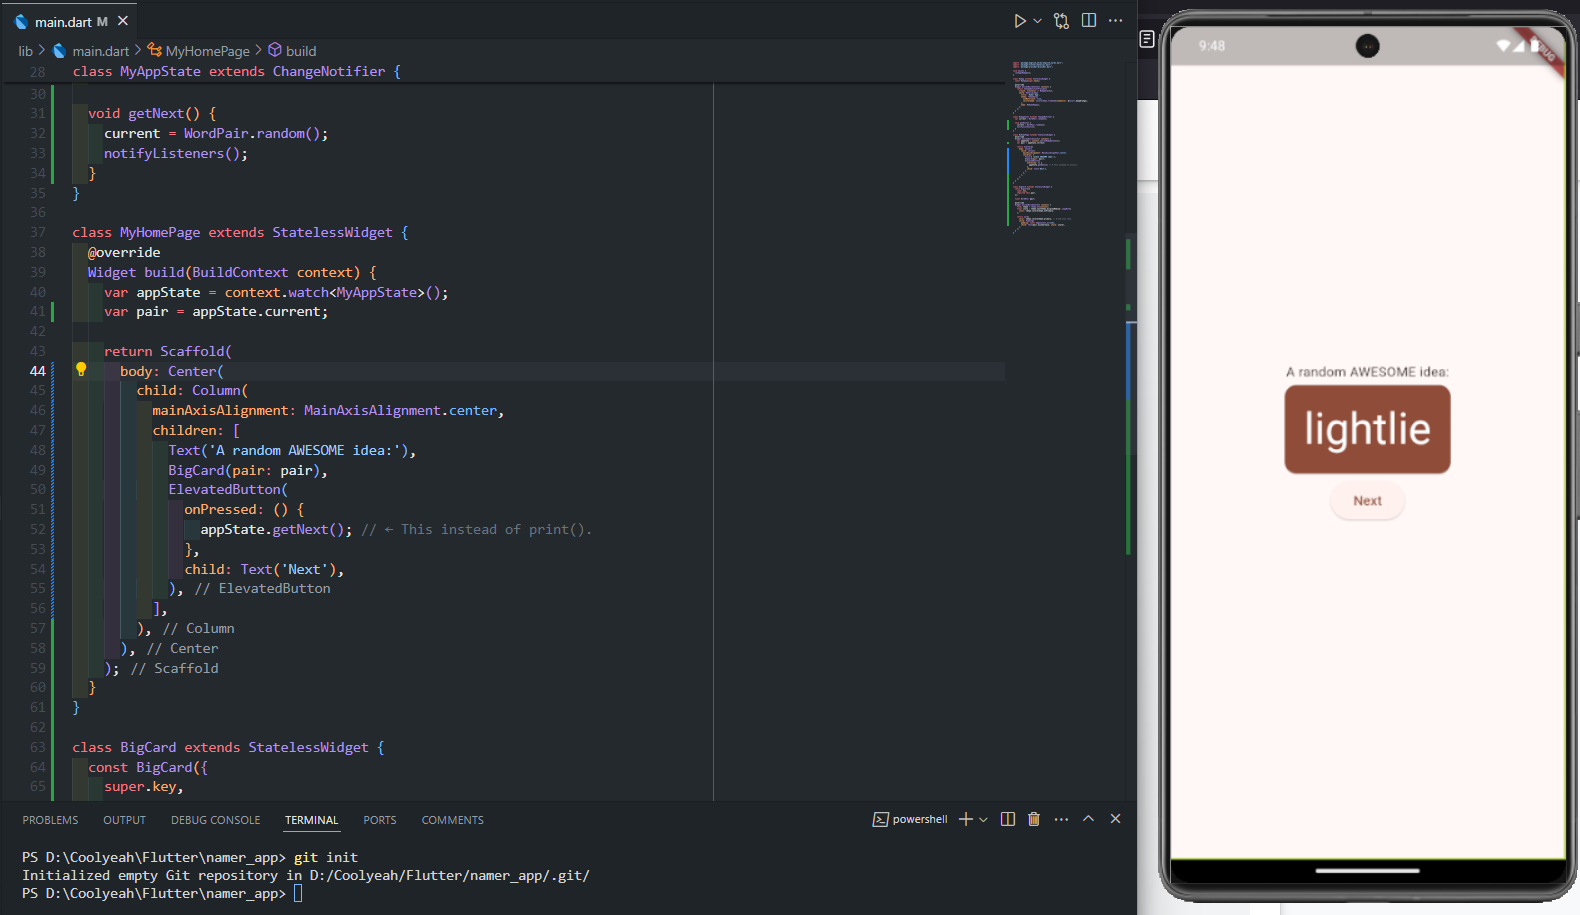 main.dart M
lib > main.dart > MyHomePage > build
28 class MyAppState extends ChangeNotifier {
30
31 void getNext() {
32 current = WordPair.random();
33 notifyListeners();
34 }
35 }
36
37 class MyHomePage extends StatelessWidget {
38 @override
39 Widget build(BuildContext context) {
40 var appState = context.watch<MyAppState>();
41 var pair = appState.current;
42
43 return Scaffold(
44 body: Center(
45 child: Column(
46 mainAxisAlignment: MainAxisAlignment.center,
47 children: [
48 Text('A random AWESOME idea:'),
49 BigCard(pair: pair),
50 ElevatedButton(
51 onPressed: () {
52 appState.getNext(); // ← This instead of print().
53 },
54 child: Text('Next'),
55 ), // ElevatedButton
56 ],
57 ), // Column
58 ), // Center
59 ); // Scaffold
60 }
61 }
62
63 class BigCard extends StatelessWidget {
64 const BigCard({
65 super.key,
PROBLEMS OUTPUT DEBUG CONSOLE TERMINAL PORTS COMMENTS
powershell
PS D:\Coolyeah\Flutter\namer_app> git init
Initialized empty Git repository in D:/Coolyeah/Flutter/namer_app/.git/
PS D:\Coolyeah\Flutter\namer_app>
9:48
DEBUG
A random AWESOME idea:
lightlie
Next